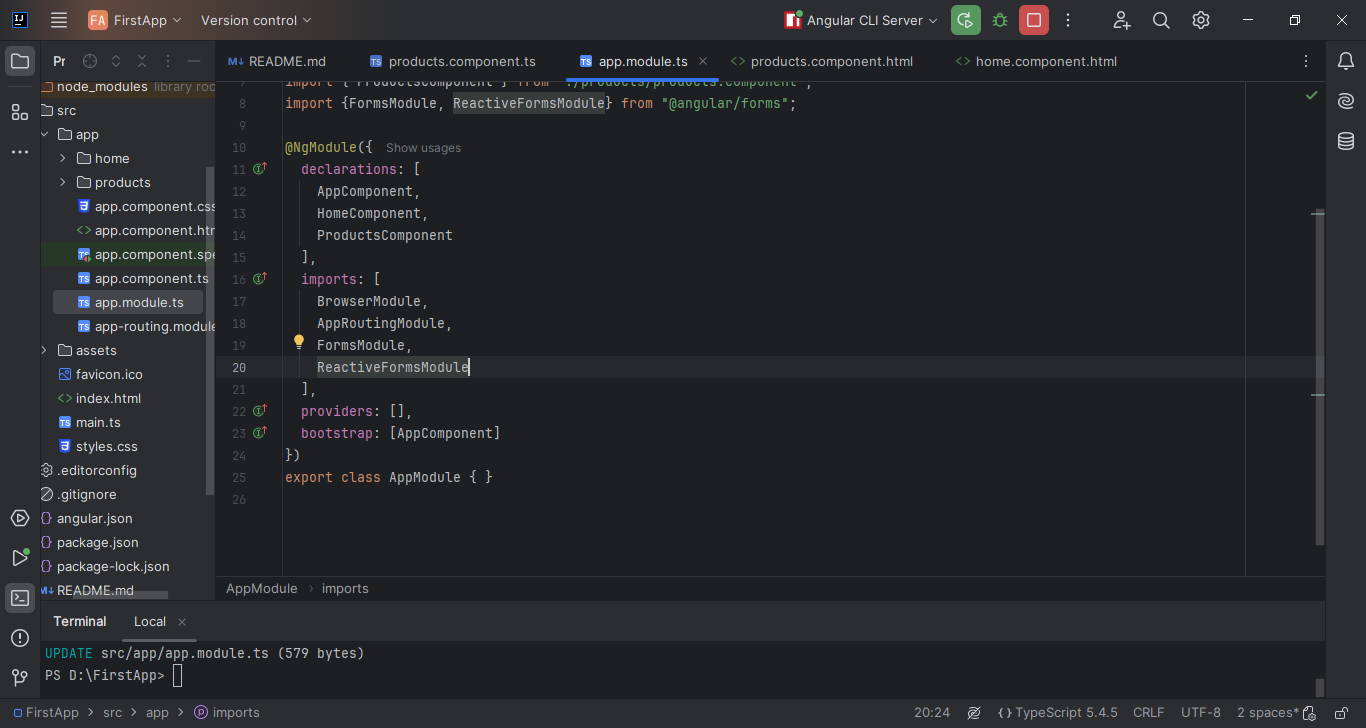 FA FirstApp Version control Angular CLI Server
Pr
README.md products.component.ts app.module.ts products.component.html home.component.html
node_modules library roo
src
app
home
products
app.component.css
app.component.htm
app.component.spe
app.component.ts
app.module.ts
app-routing.module
assets
favicon.ico
index.html
main.ts
styles.css
.editorconfig
.gitignore
angular.json
package.json
package-lock.json
README.md
7 import { ProductsComponent } from './products/products.component';
8 import {FormsModule, ReactiveFormsModule} from "@angular/forms";
9
10 @NgModule({ Show usages
11 declarations: [
12 AppComponent,
13 HomeComponent,
14 ProductsComponent
15 ],
16 imports: [
17 BrowserModule,
18 AppRoutingModule,
19 FormsModule,
20 ReactiveFormsModule
21 ],
22 providers: [],
23 bootstrap: [AppComponent]
24 })
25 export class AppModule { }
26
AppModule › imports
Terminal Local
UPDATE src/app/app.module.ts (579 bytes)
PS D:\FirstApp>
FirstApp > src > app > imports 20:24 TypeScript 5.4.5 CRLF UTF-8 2 spaces*